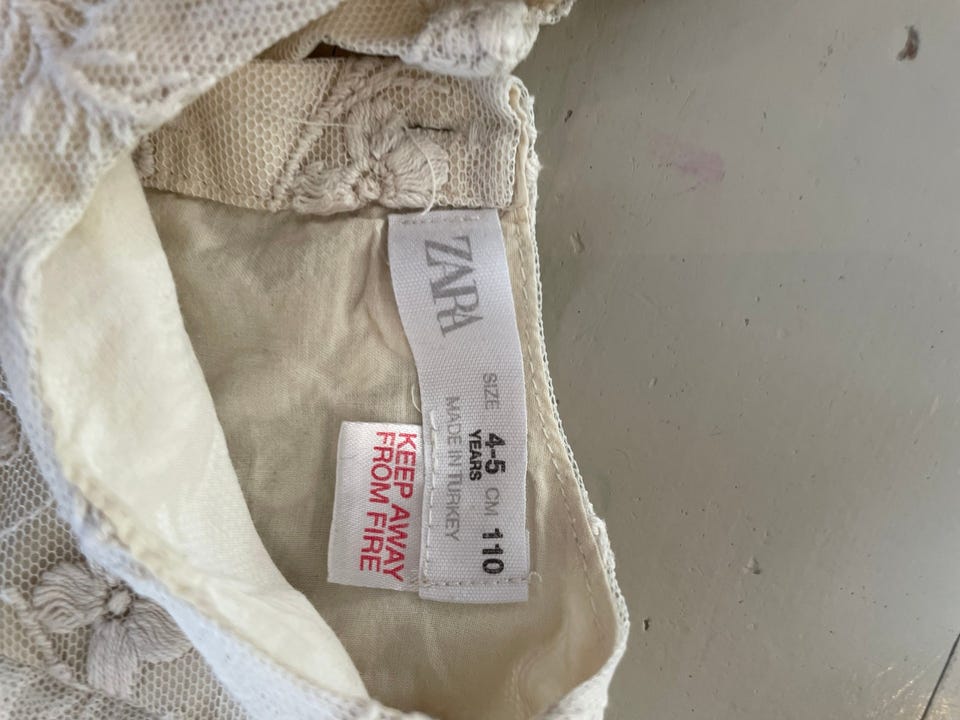 ZARA
SIZE 4-5 YEARS CM 110
MADE IN TURKEY
KEEP AWAY
FROM FIRE